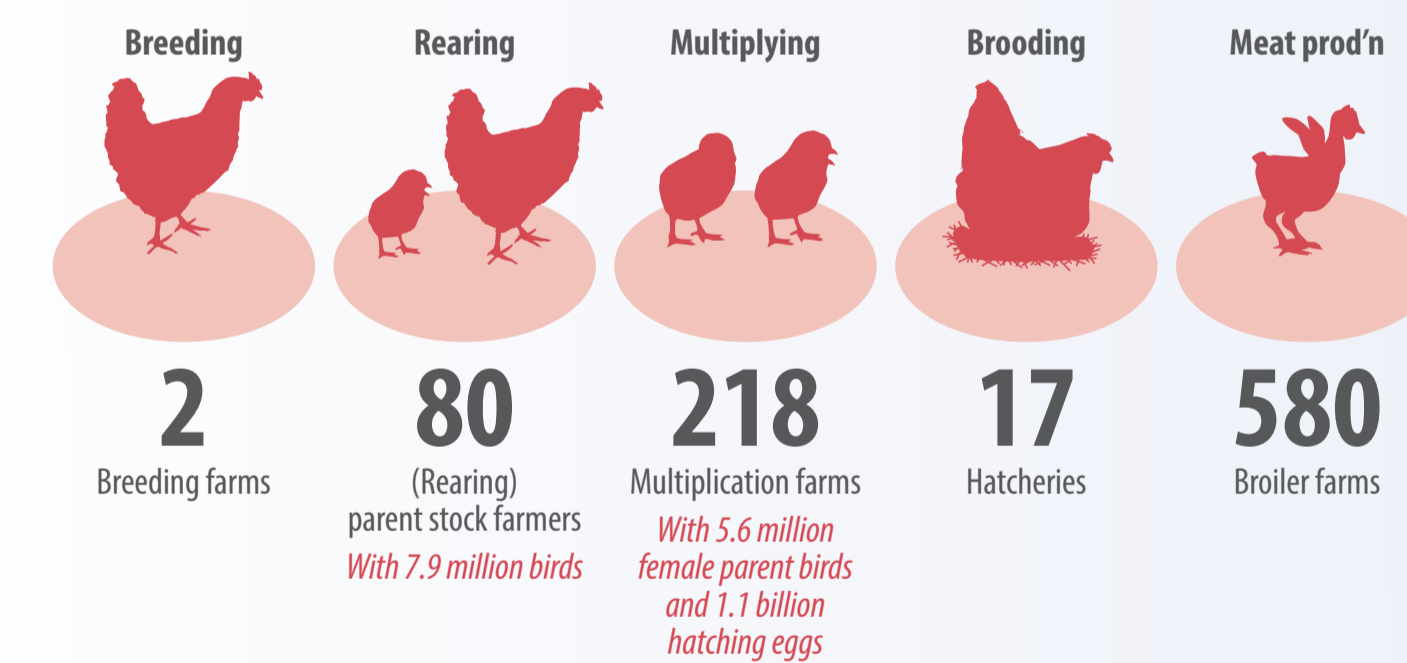 Breeding
2
Breeding farms
Rearing
80
(Rearing)
parent stock farmers
With 7.9 million birds
Multiplying
218
Multiplication farms
With 5.6 million
female parent birds
and 1.1 billion
hatching eggs
Brooding
17
Hatcheries
Meat prod’n
580
Broiler farms